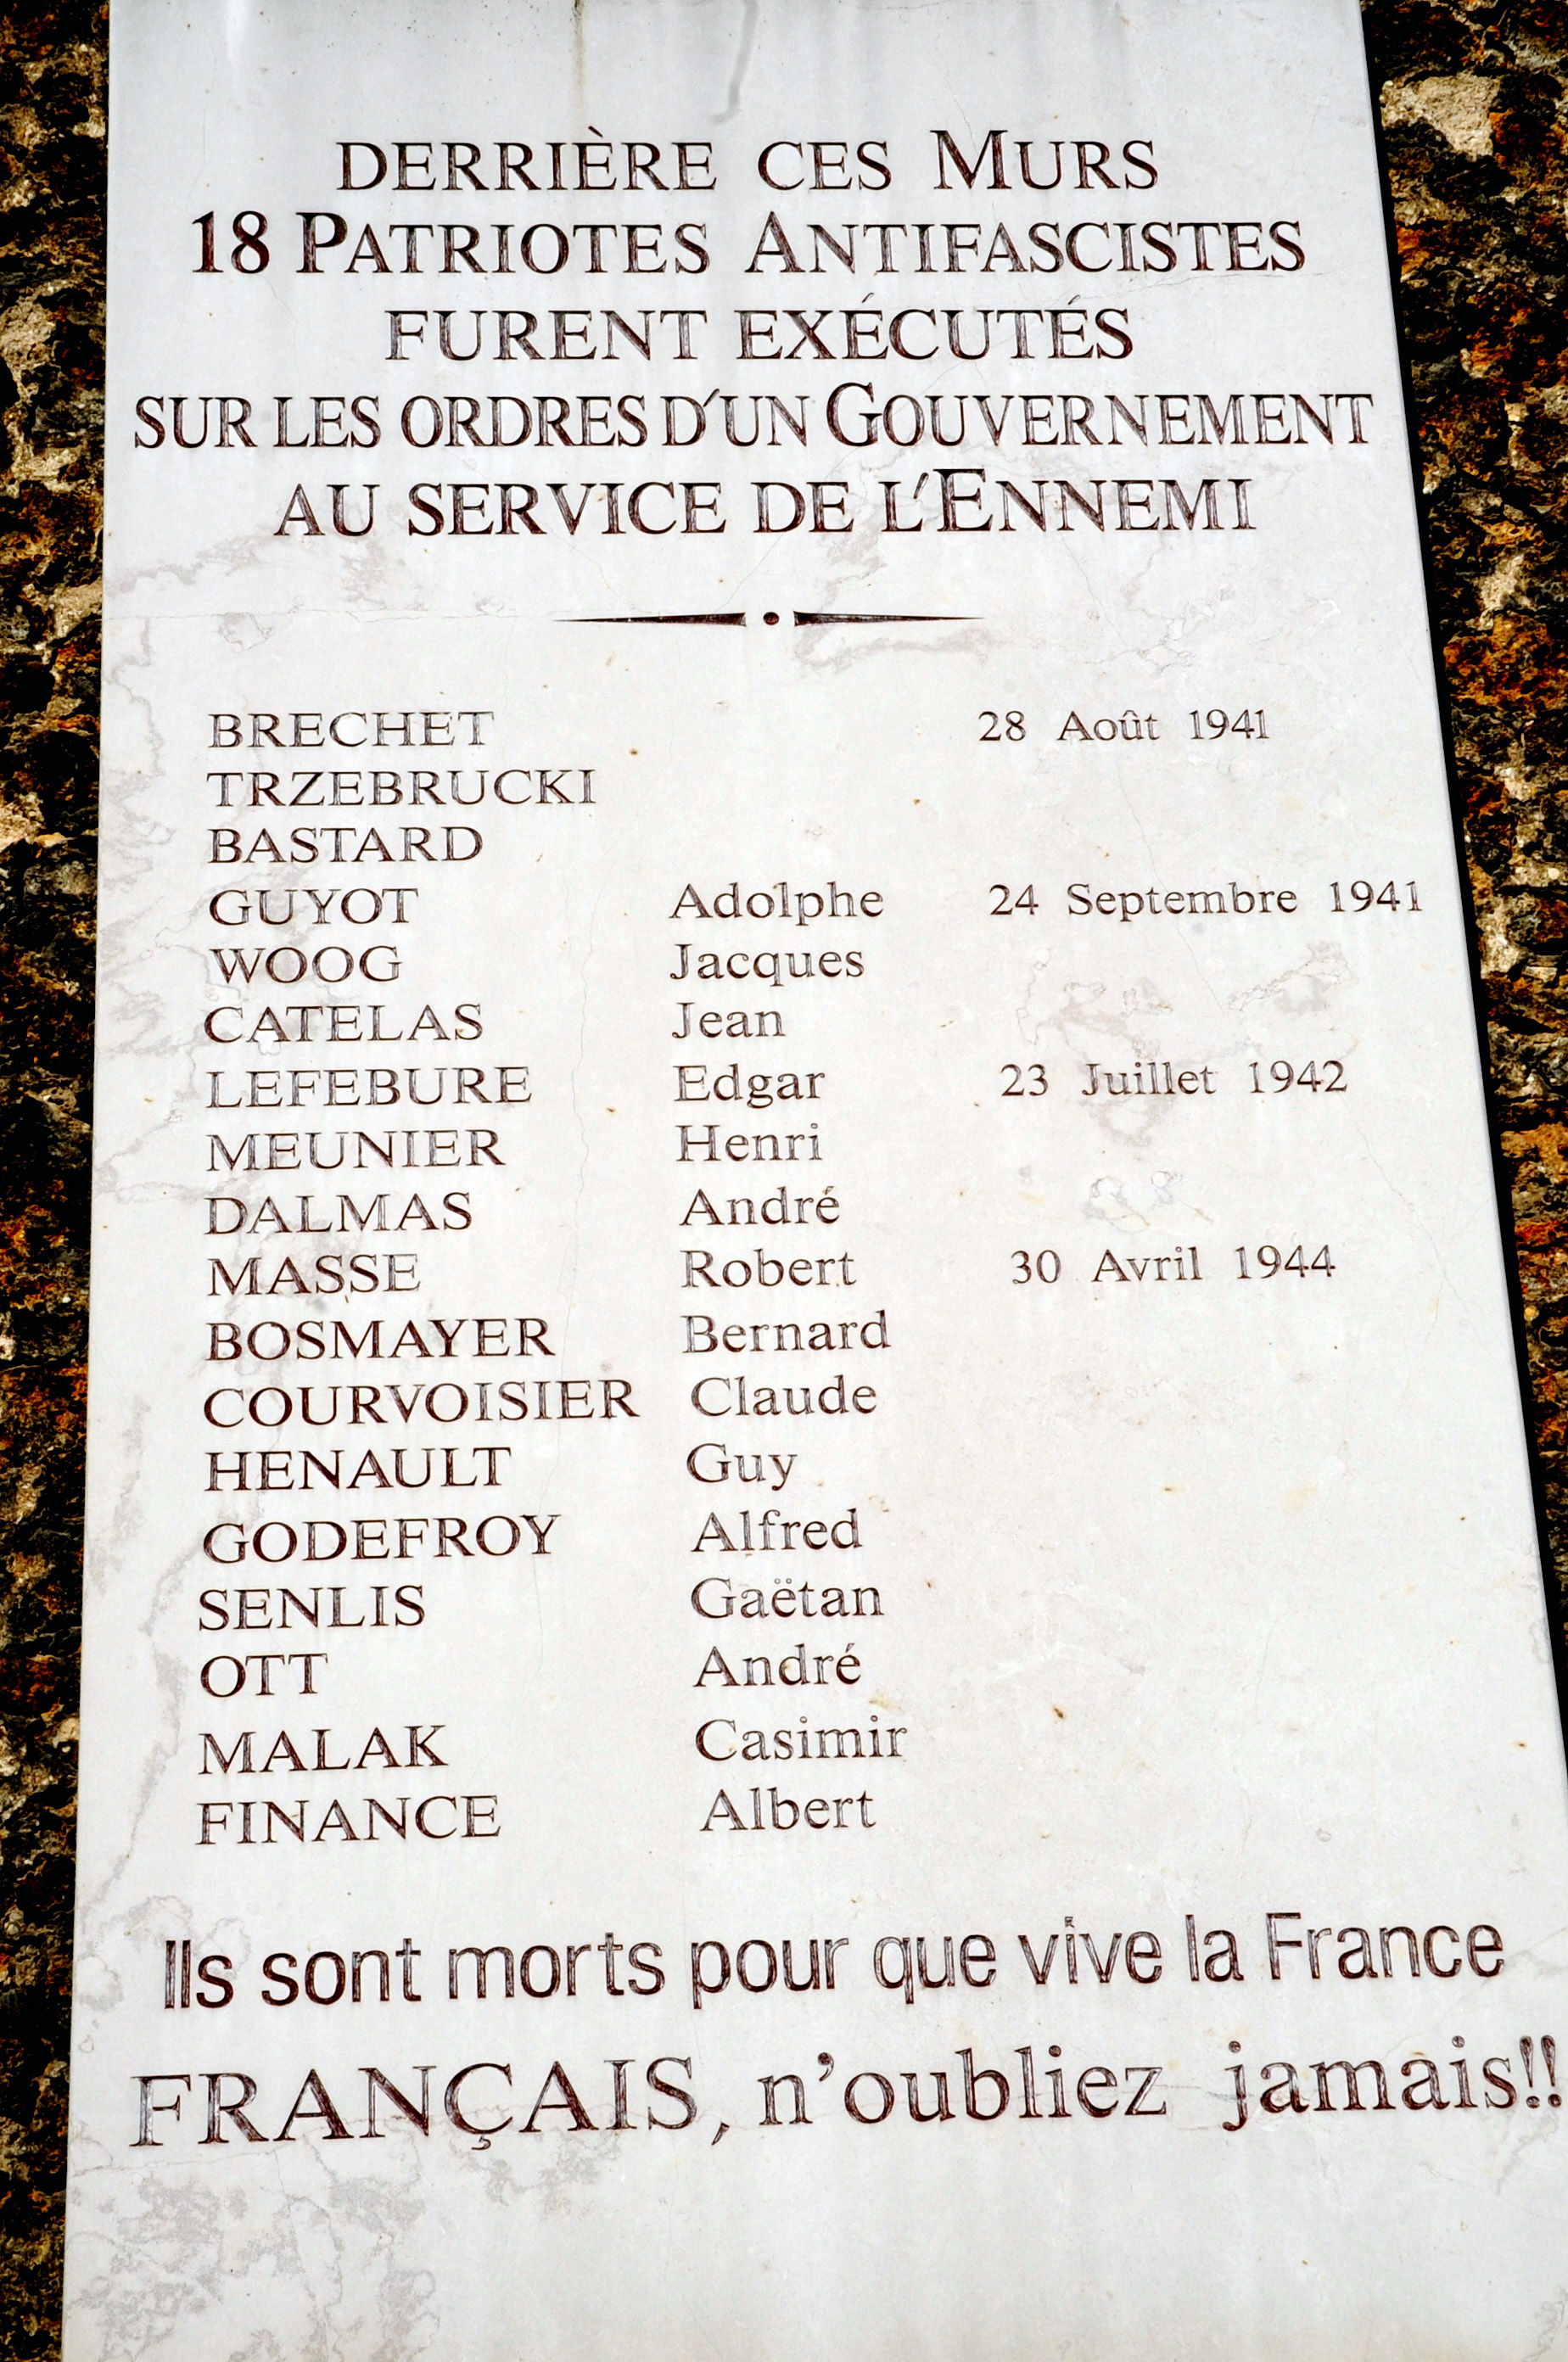 DERRIÈRE CES MURS
18 PATRIOTES ANTIFASCISTES
FURENT EXÉCUTÉS
SUR LES ORDRES D'UN GOUVERNEMENT
AU SERVICE DE L'ENNEMI
BRECHET 28 Août 1941
TRZEBRUCKI
BASTARD
GUYOT Adolphe 24 Septembre 1941
WOOG Jacques
CATELAS Jean
LEFEBURE Edgar 23 Juillet 1942
MEUNIER Henri
DALMAS André
MASSE Robert 30 Avril 1944
BOSMAYER Bernard
COURVOISIER Claude
HENAULT Guy
GODEFROY Alfred
SENLIS Gaëtan
OTT André
MALAK Casimir
FINANCE Albert
Ils sont morts pour que vive la France
FRANÇAIS, n'oubliez jamais!!